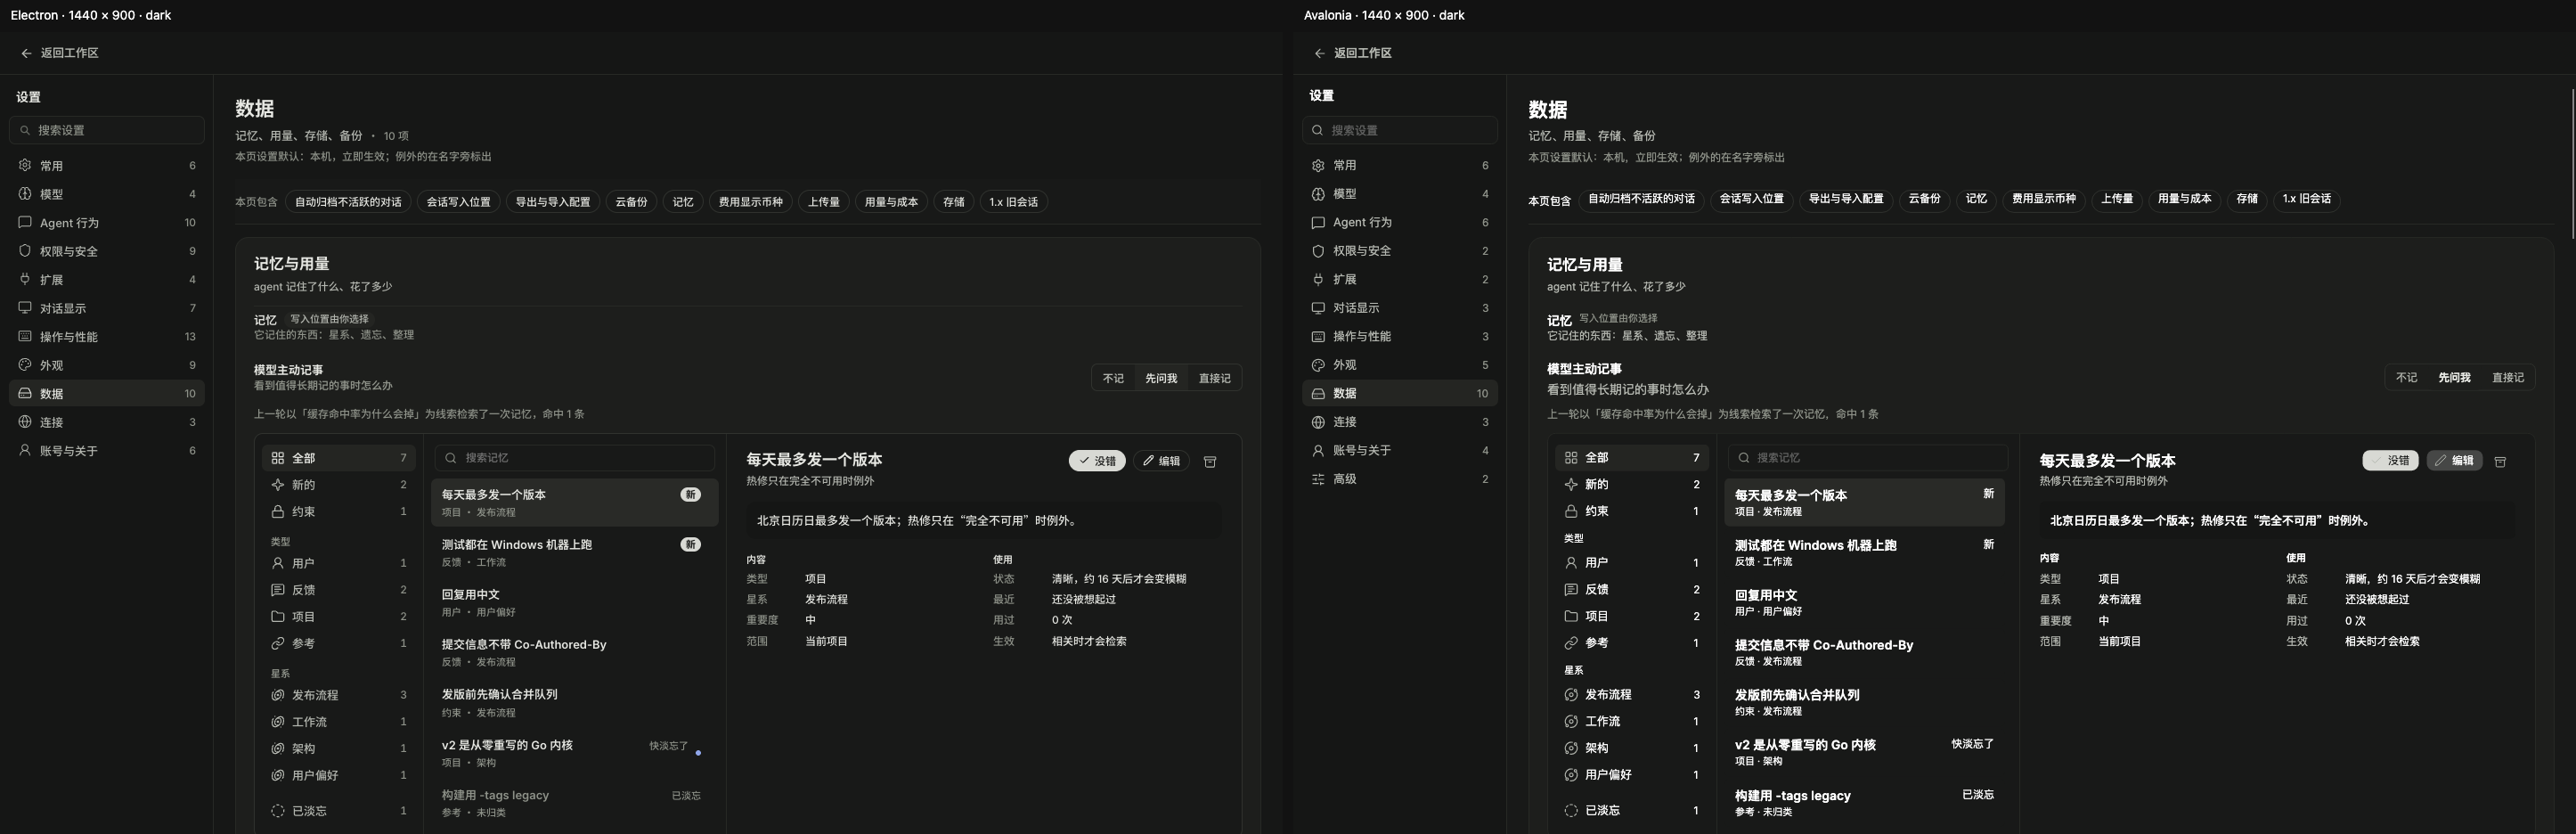 Electron · 1440 × 900 · dark
返回工作区
设置
搜索设置
常用 6
模型 4
Agent 行为 10
权限与安全 9
扩展 4
对话显示 7
操作与性能 13
外观 9
数据 10
连接 3
账号与关于 6
数据
记忆、用量、存储、备份 · 10 项
本页设置默认：本机，立即生效；例外的在名字旁标出
本页包含 自动归档不活跃的对话 会话写入位置 导出与导入配置 云备份 记忆 费用显示币种 上传量 用量与成本 存储 1.x 旧会话
记忆与用量
agent 记住了什么、花了多少
记忆 写入位置由你选择
它记住的东西：星系、遗忘、整理
模型主动记事
看到值得长期记的事时怎么办
不记 先问我 直接记
上一轮以「缓存命中率为什么会掉」为线索检索了一次记忆，命中 1 条
全部 7
新的 2
约束 1
类型
用户 1
反馈 2
项目 2
参考 1
星系
发布流程 3
工作流 1
架构 1
用户偏好 1
已淡忘 1
搜索记忆
每天最多发一个版本 新
项目 · 发布流程
测试都在 Windows 机器上跑 新
反馈 · 工作流
回复用中文
用户 · 用户偏好
提交信息不带 Co-Authored-By
反馈 · 发布流程
发版前先确认合并队列
约束 · 发布流程
v2 是从零重写的 Go 内核 快淡忘了
项目 · 架构
构建用 -tags legacy 已淡忘
参考 · 未归类
每天最多发一个版本
没错 编辑
热修只在完全不可用时例外
北京日历日最多发一个版本；热修只在“完全不可用”时例外。
内容 使用
类型 项目 状态 清晰，约 16 天后才会变模糊
星系 发布流程 最近 还没被想起过
重要度 中 用过 0 次
范围 当前项目 生效 相关时才会检索
Avalonia · 1440 × 900 · dark
返回工作区
设置
搜索设置
常用 6
模型 4
Agent 行为 6
权限与安全 2
扩展 2
对话显示 3
操作与性能 3
外观 5
数据 10
连接 3
账号与关于 4
高级 2
数据
记忆、用量、存储、备份
本页设置默认：本机，立即生效；例外的在名字旁标出
本页包含 自动归档不活跃的对话 会话写入位置 导出与导入配置 云备份 记忆 费用显示币种 上传量 用量与成本 存储 1.x 旧会话
记忆与用量
agent 记住了什么、花了多少
记忆 写入位置由你选择
它记住的东西：星系、遗忘、整理
模型主动记事
看到值得长期记的事时怎么办
不记 先问我 直接记
上一轮以「缓存命中率为什么会掉」为线索检索了一次记忆，命中 1 条
全部 7
新的 2
约束 1
类型
用户 1
反馈 2
项目 2
参考 1
星系
发布流程 3
工作流 1
架构 1
用户偏好 1
已淡忘 1
搜索记忆
每天最多发一个版本 新
项目 · 发布流程
测试都在 Windows 机器上跑 新
反馈 · 工作流
回复用中文
用户 · 用户偏好
提交信息不带 Co-Authored-By
反馈 · 发布流程
发版前先确认合并队列
约束 · 发布流程
v2 是从零重写的 Go 内核 快淡忘了
项目 · 架构
构建用 -tags legacy 已淡忘
参考 · 未归类
每天最多发一个版本
没错 编辑
热修只在完全不可用时例外
北京日历日最多发一个版本；热修只在“完全不可用”时例外。
内容 使用
类型 项目 状态 清晰，约 16 天后才会变模糊
星系 发布流程 最近 还没被想起过
重要度 中 用过 0 次
范围 当前项目 生效 相关时才会检索